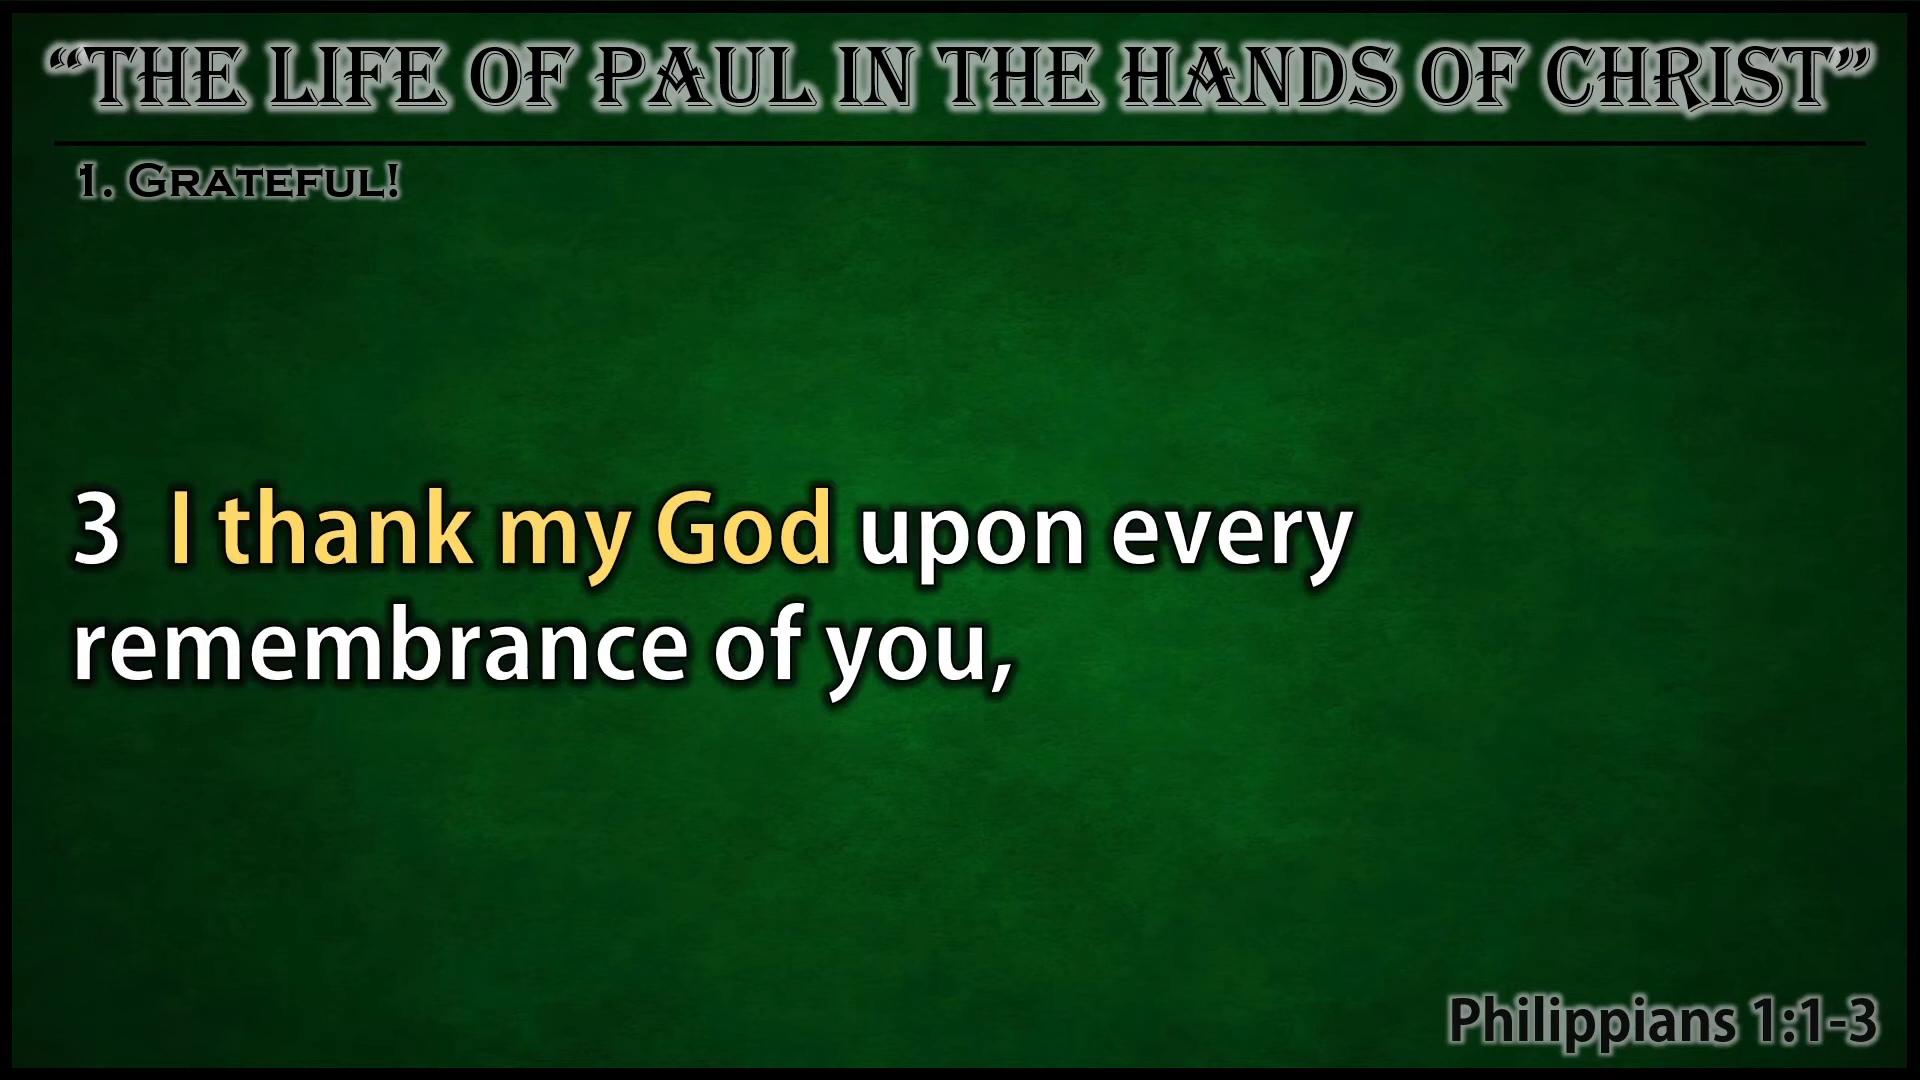 “THE LIFE OF PAUL IN THE HANDS OF CHRIST”
1. GRATEFUL!
3 I thank my God upon every
remembrance of you,
Philippians 1:1-3